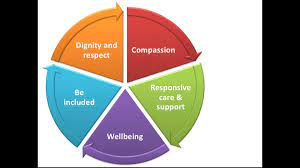 Dignity and
respect
Compassion
Responsive
care &
support
Wellbeing
Be
included